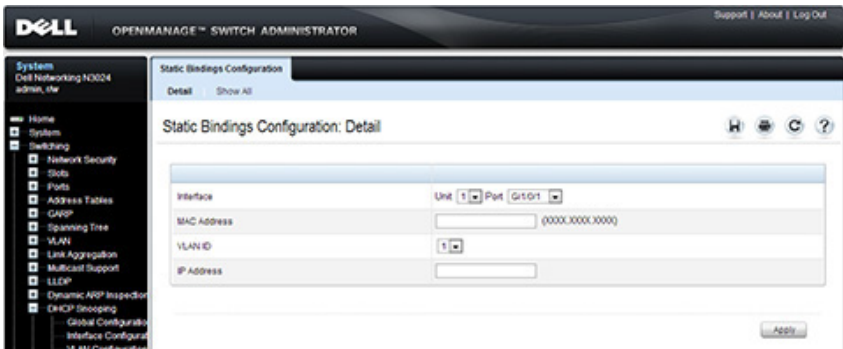 Support | About | Log Out
DELL OPENMANAGE™ SWITCH ADMINISTRATOR
System
Dell Networking N3024
admin, r/w
Home
System
Switching
Network Security
Slots
Ports
Address Tables
GARP
Spanning Tree
VLAN
Link Aggregation
Multicast Support
LLDP
Dynamic ARP Inspection
DHCP Snooping
Global Configuratio
Interface Configurat
VLAN Configuration
Static Bindings Configuration
Detail Show All
Static Bindings Configuration: Detail
Interface Unit 1 Port Gi1/0/1
MAC Address (XXXX.XXXX.XXXX)
VLAN ID 1
IP Address
Apply